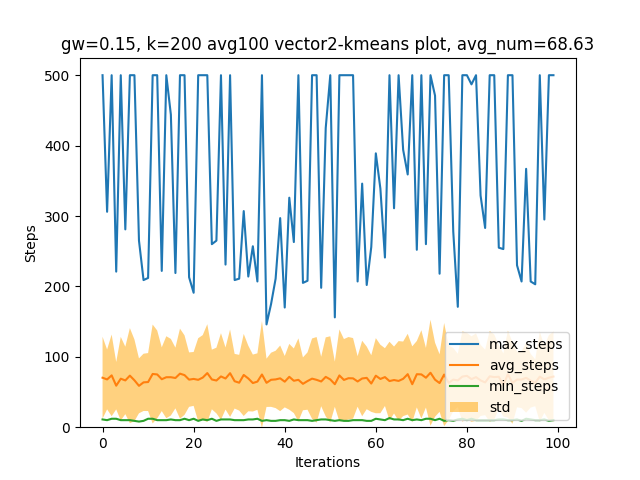 gw=0.15, k=200 avg100 vector2-kmeans plot, avg_num=68.63
500
400
300
200
100
0
Steps
0 20 40 60 80 100
Iterations
max_steps
avg_steps
min_steps
std